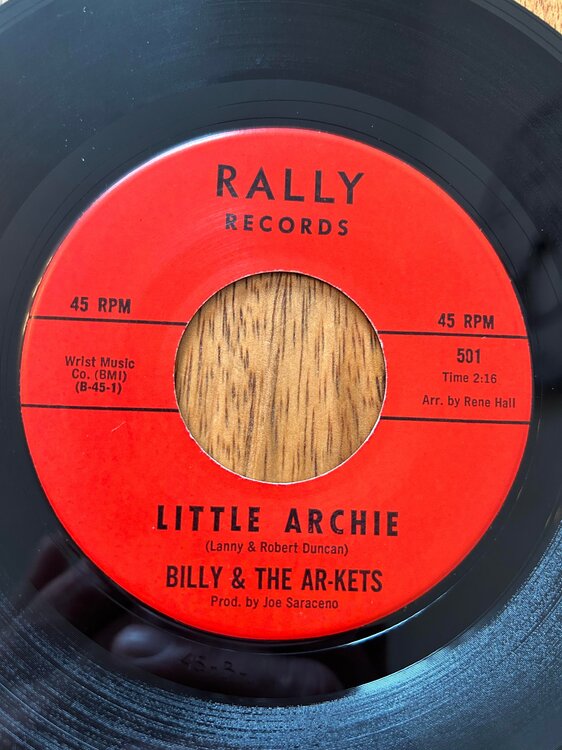 RALLY
RECORDS
45 RPM
45 RPM
Wrist Music
Co. (BMI)
(B-45-1)
501
Time 2:16
Arr. by Rene Hall
LITTLE ARCHIE
(Lanny & Robert Duncan)
BILLY & THE AR-KETS
Prod. by Joe Saraceno